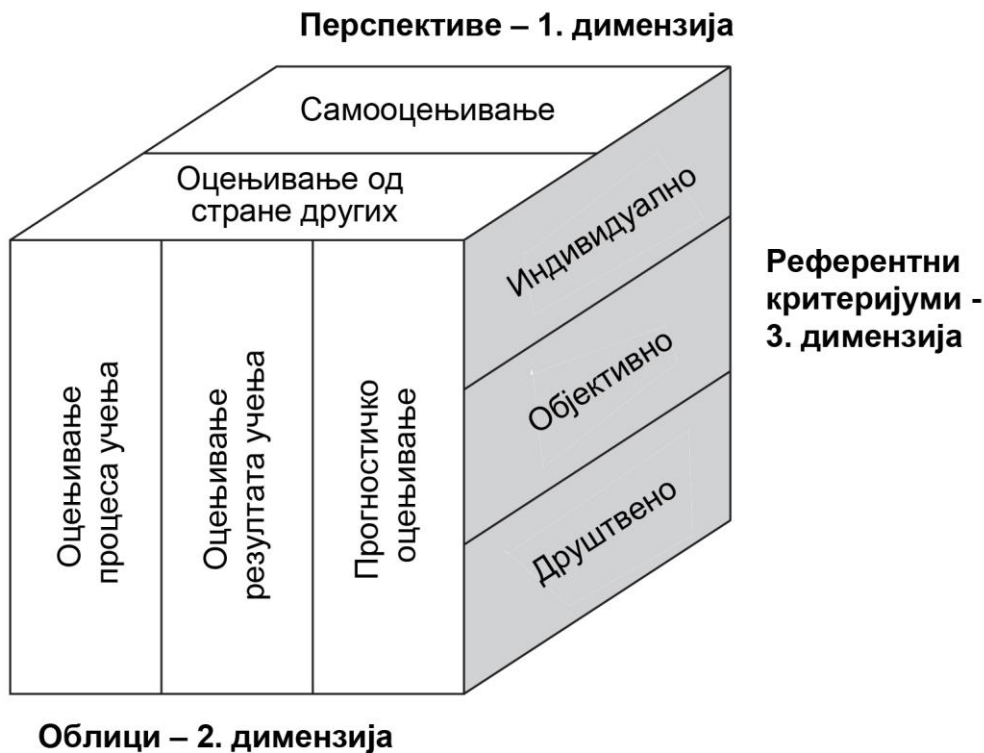 Перспективе – 1. димензија
Самооцењивање
Оцењивање од
стране других
Индивидуално
Објективно
Друштвено
Референтни
критеријуми -
3. димензија
Оцењивање
процеса учења
Оцењивање
резултата учења
Прогностичко
оцењивање
Облици – 2. димензија